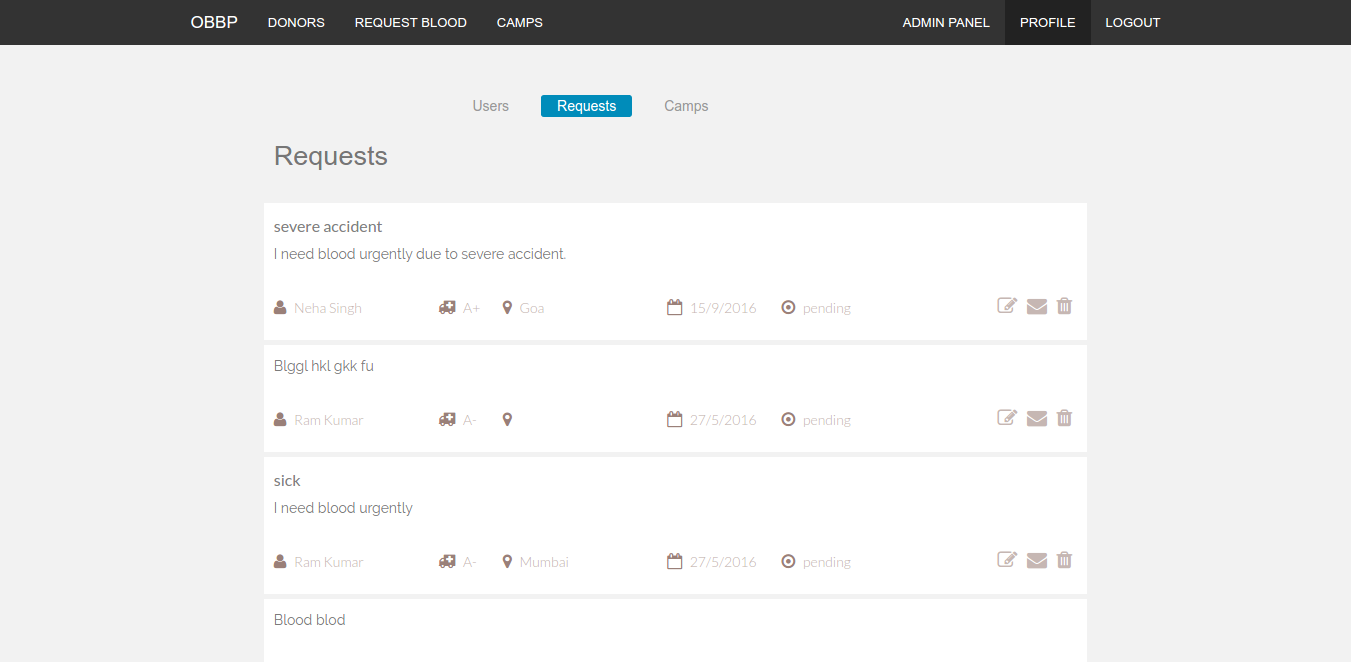 OBBP DONORS REQUEST BLOOD CAMPS ADMIN PANEL PROFILE LOGOUT
Users Requests Camps
Requests
severe accident
I need blood urgently due to severe accident.
Neha Singh A+ Goa 15/9/2016 pending
Blggl hkl gkk fu
Ram Kumar A- 27/5/2016 pending
sick
I need blood urgently
Ram Kumar A- Mumbai 27/5/2016 pending
Blood blod